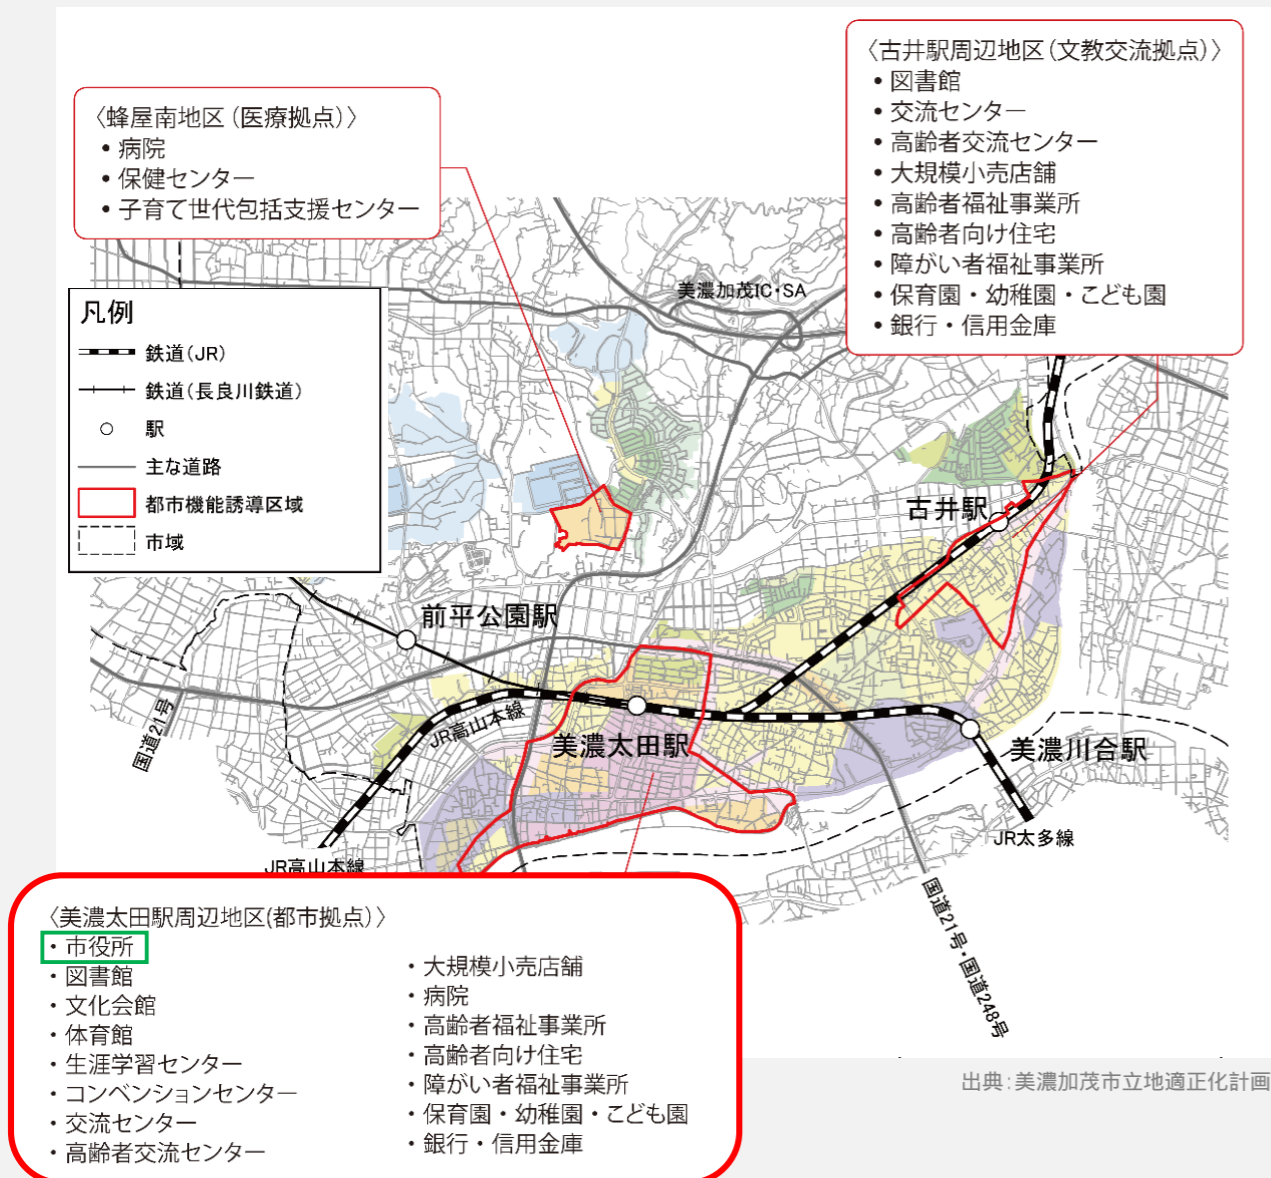 〈蜂屋南地区（医療拠点）〉
• 病院
• 保健センター
• 子育て世代包括支援センター
〈古井駅周辺地区（文教交流拠点）〉
• 図書館
• 交流センター
• 高齢者交流センター
• 大規模小売店舗
• 高齢者福祉事業所
• 高齢者向け住宅
• 障がい者福祉事業所
• 保育園・幼稚園・こども園
• 銀行・信用金庫
美濃加茂IC・SA
凡例
鉄道（JR）
鉄道（長良川鉄道）
駅
主な道路
都市機能誘導区域
市域
古井駅
前平公園駅
国道21号
JR高山本線
美濃太田駅
美濃川合駅
JR太多線
JR高山本線
国道21号・国道248号
〈美濃太田駅周辺地区(都市拠点)〉
・市役所
・図書館
・文化会館
・体育館
・生涯学習センター
・コンベンションセンター
・交流センター
・高齢者交流センター
・大規模小売店舗
・病院
・高齢者福祉事業所
・高齢者向け住宅
・障がい者福祉事業所
・保育園・幼稚園・こども園
・銀行・信用金庫
出典：美濃加茂市立地適正化計画